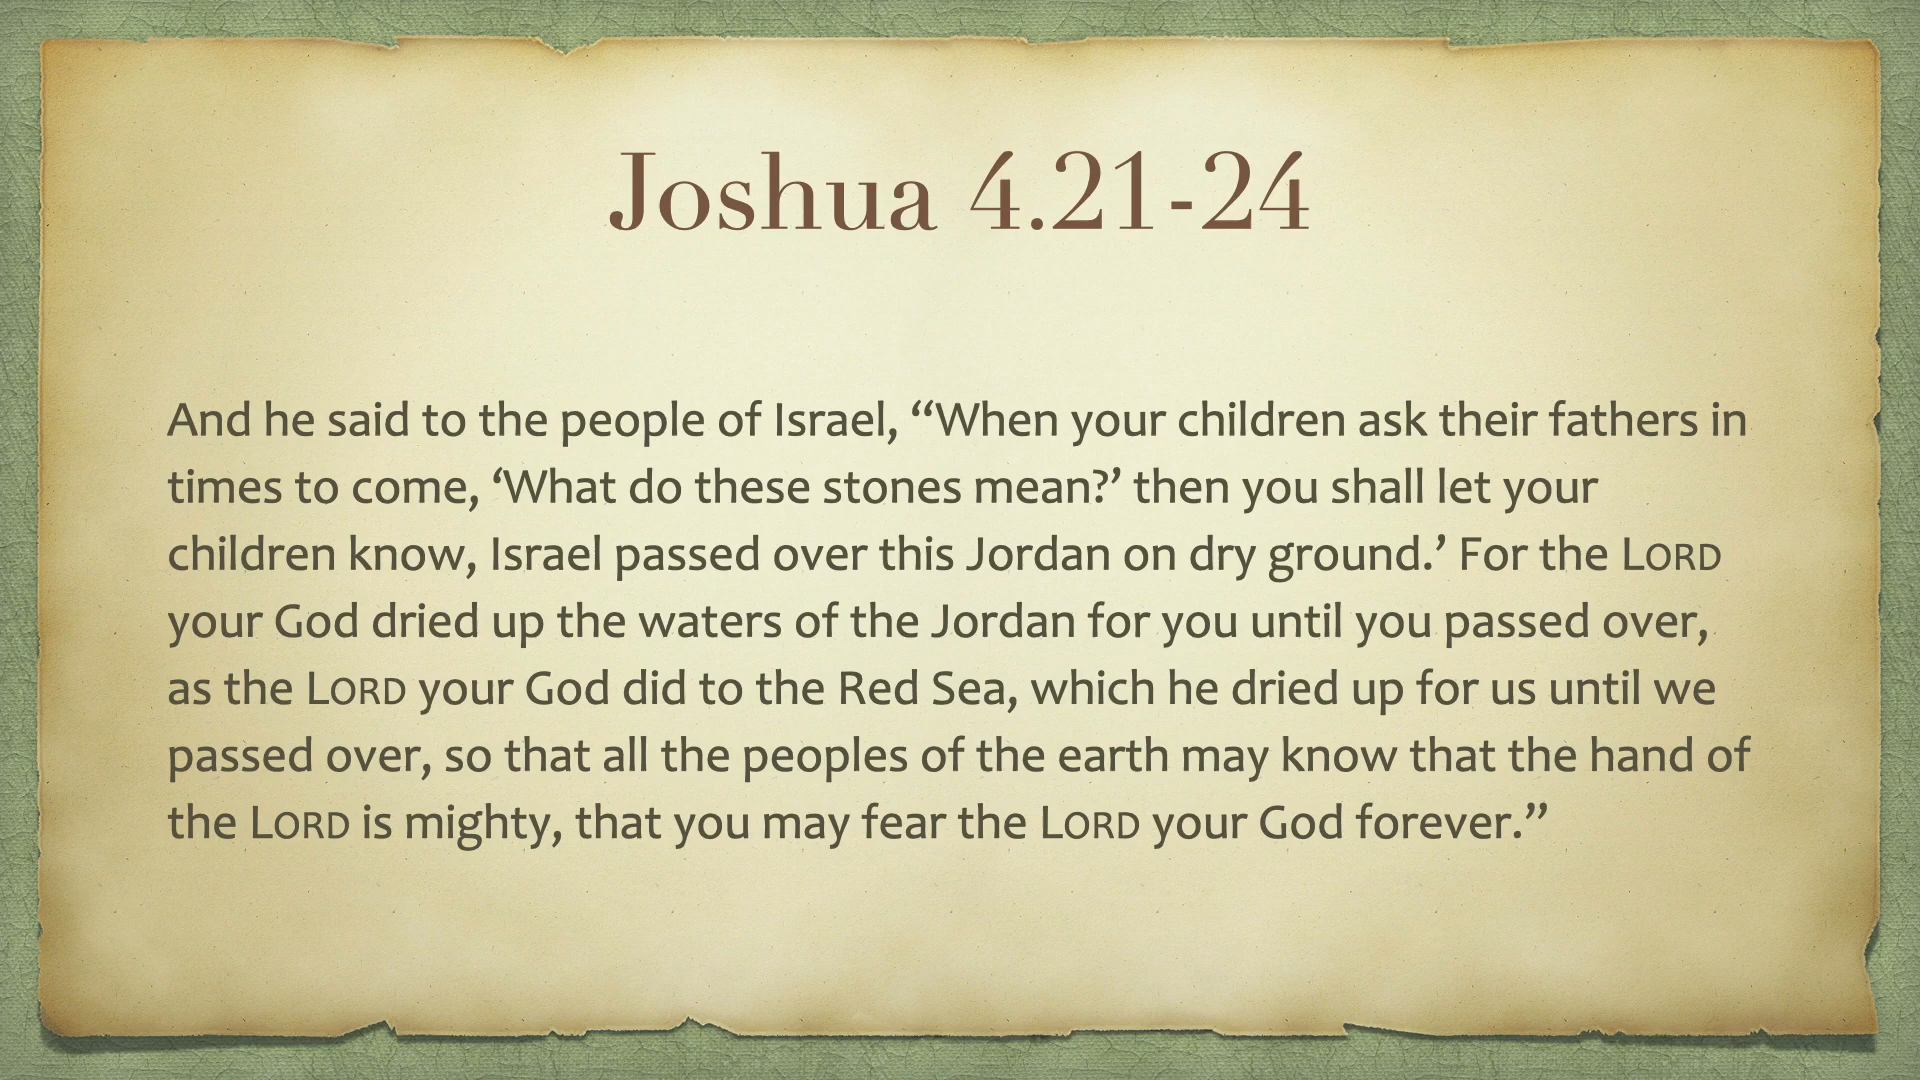 Joshua 4.21-24
And he said to the people of Israel, “When your children ask their fathers in
times to come, ‘What do these stones mean?’ then you shall let your
children know, Israel passed over this Jordan on dry ground.’ For the LORD
your God dried up the waters of the Jordan for you until you passed over,
as the LORD your God did to the Red Sea, which he dried up for us until we
passed over, so that all the peoples of the earth may know that the hand of
the LORD is mighty, that you may fear the LORD your God forever.”